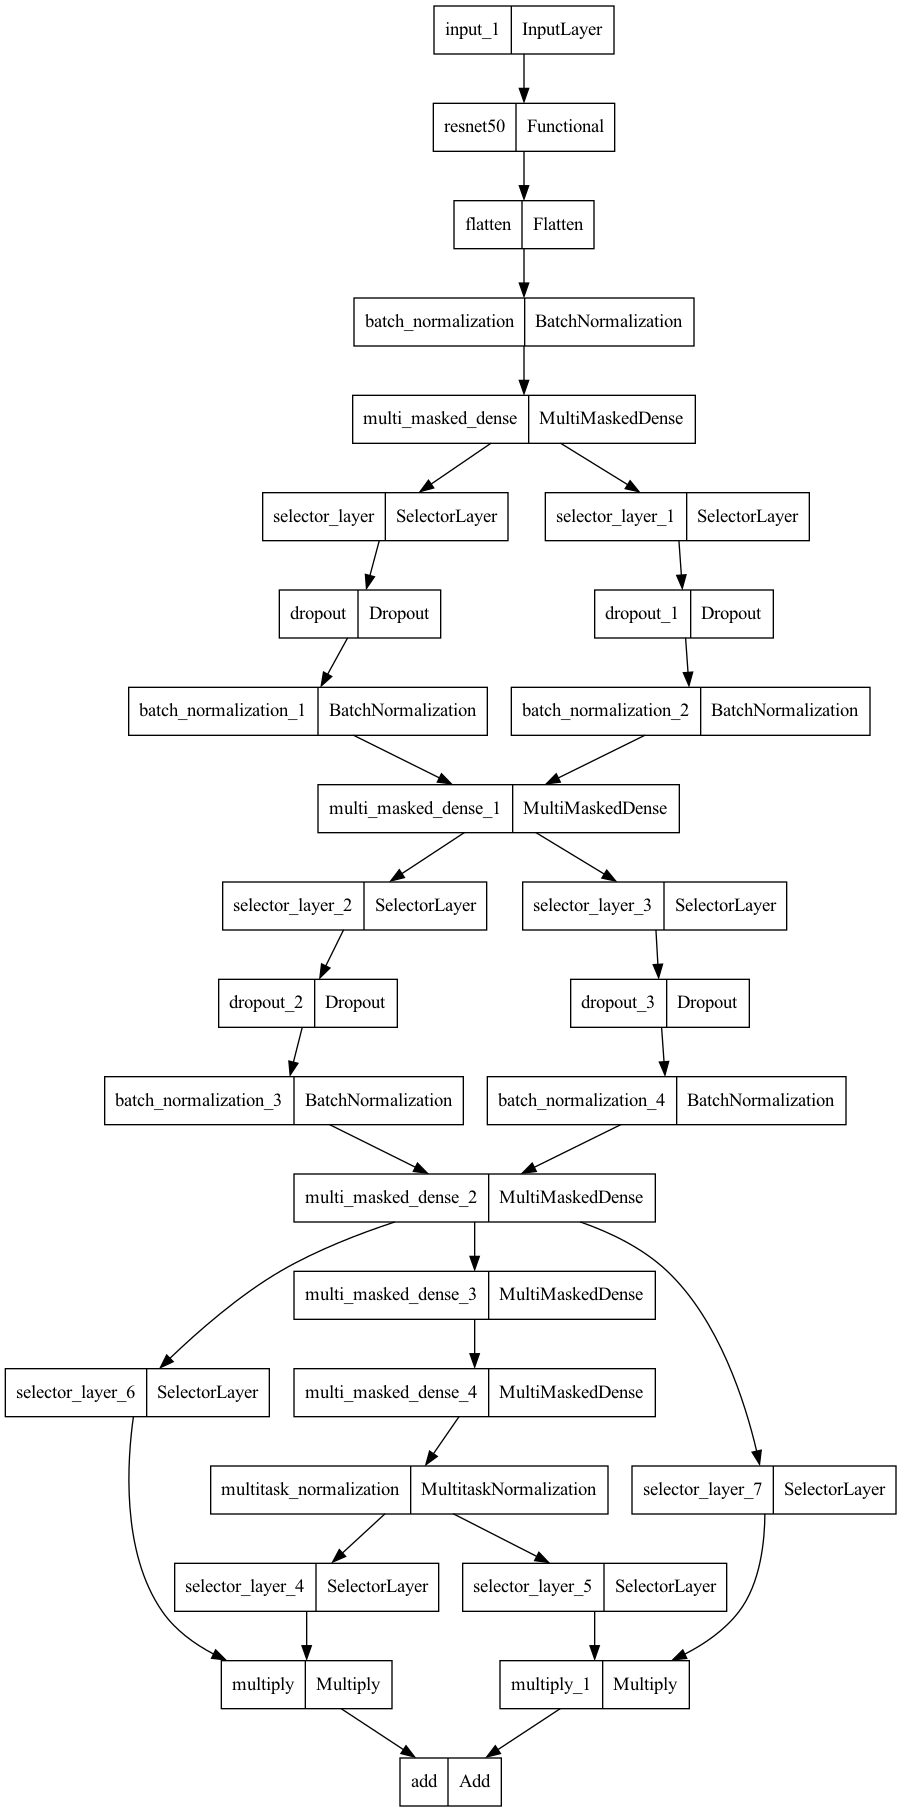 input_1 InputLayer
resnet50 Functional
flatten Flatten
batch_normalization BatchNormalization
multi_masked_dense MultiMaskedDense
selector_layer SelectorLayer selector_layer_1 SelectorLayer
dropout Dropout dropout_1 Dropout
batch_normalization_1 BatchNormalization batch_normalization_2 BatchNormalization
multi_masked_dense_1 MultiMaskedDense
selector_layer_2 SelectorLayer selector_layer_3 SelectorLayer
dropout_2 Dropout dropout_3 Dropout
batch_normalization_3 BatchNormalization batch_normalization_4 BatchNormalization
multi_masked_dense_2 MultiMaskedDense
multi_masked_dense_3 MultiMaskedDense
selector_layer_6 SelectorLayer multi_masked_dense_4 MultiMaskedDense
multitask_normalization MultitaskNormalization selector_layer_7 SelectorLayer
selector_layer_4 SelectorLayer selector_layer_5 SelectorLayer
multiply Multiply multiply_1 Multiply
add Add